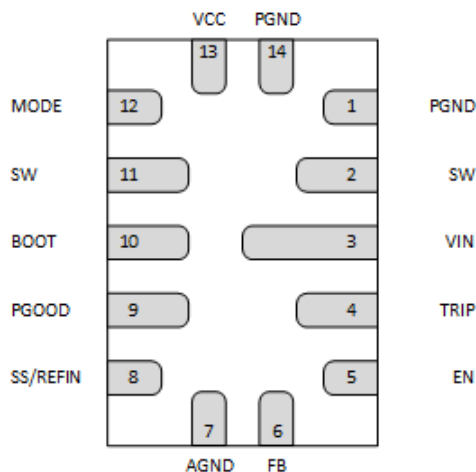 VCC PGND
13 14
MODE 12 1 PGND
SW 11 2 SW
BOOT 10 3 VIN
PGOOD 9 4 TRIP
SS/REFIN 8 5 EN
7 6
AGND FB